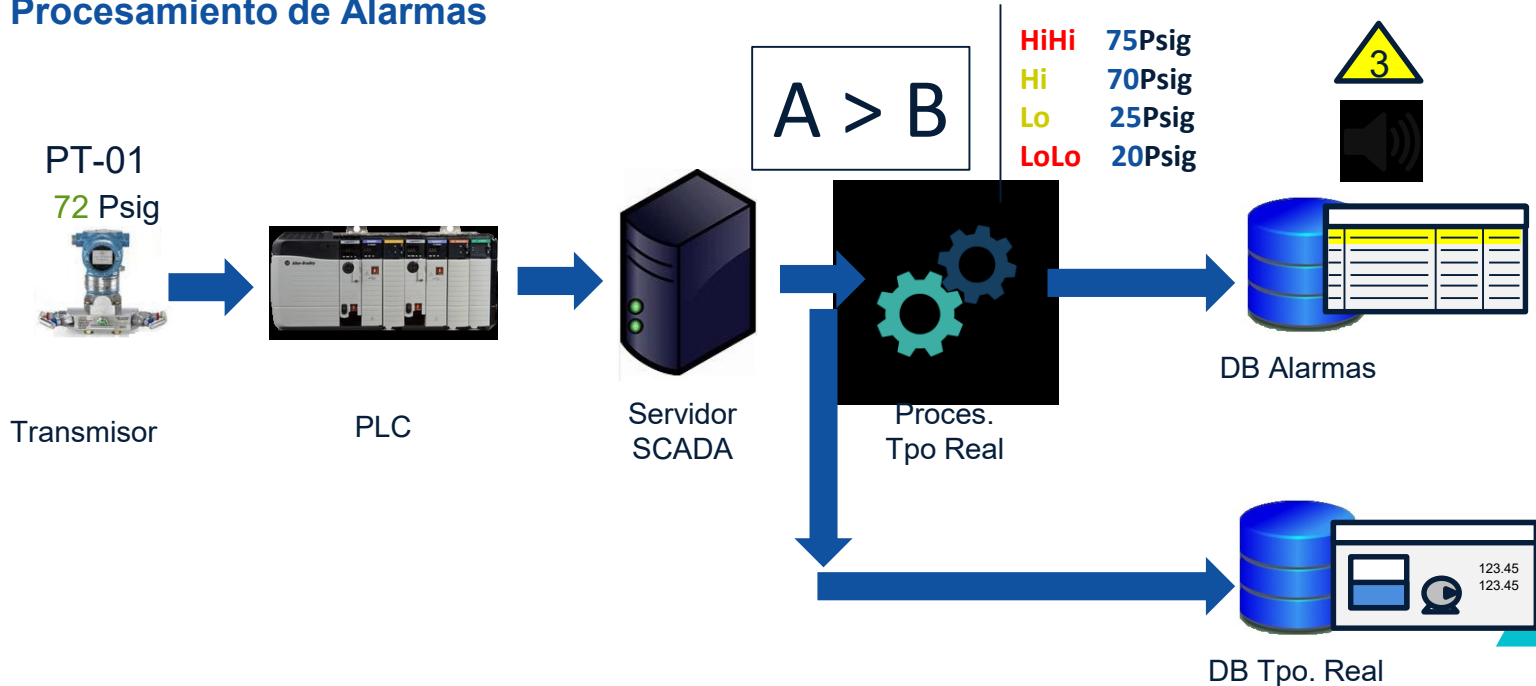 Procesamiento de Alarmas
A > B
HiHi 75Psig
Hi 70Psig
Lo 25Psig
LoLo 20Psig
3
PT-01
72 Psig
Transmisor
PLC
Servidor
SCADA
Proces.
Tpo Real
DB Alarmas
123.45
123.45
DB Tpo. Real